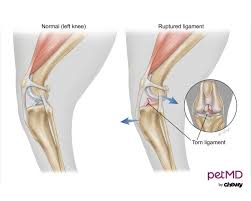 Normal (left knee)
Ruptured ligament
Torn ligament
petMD
by Chewy